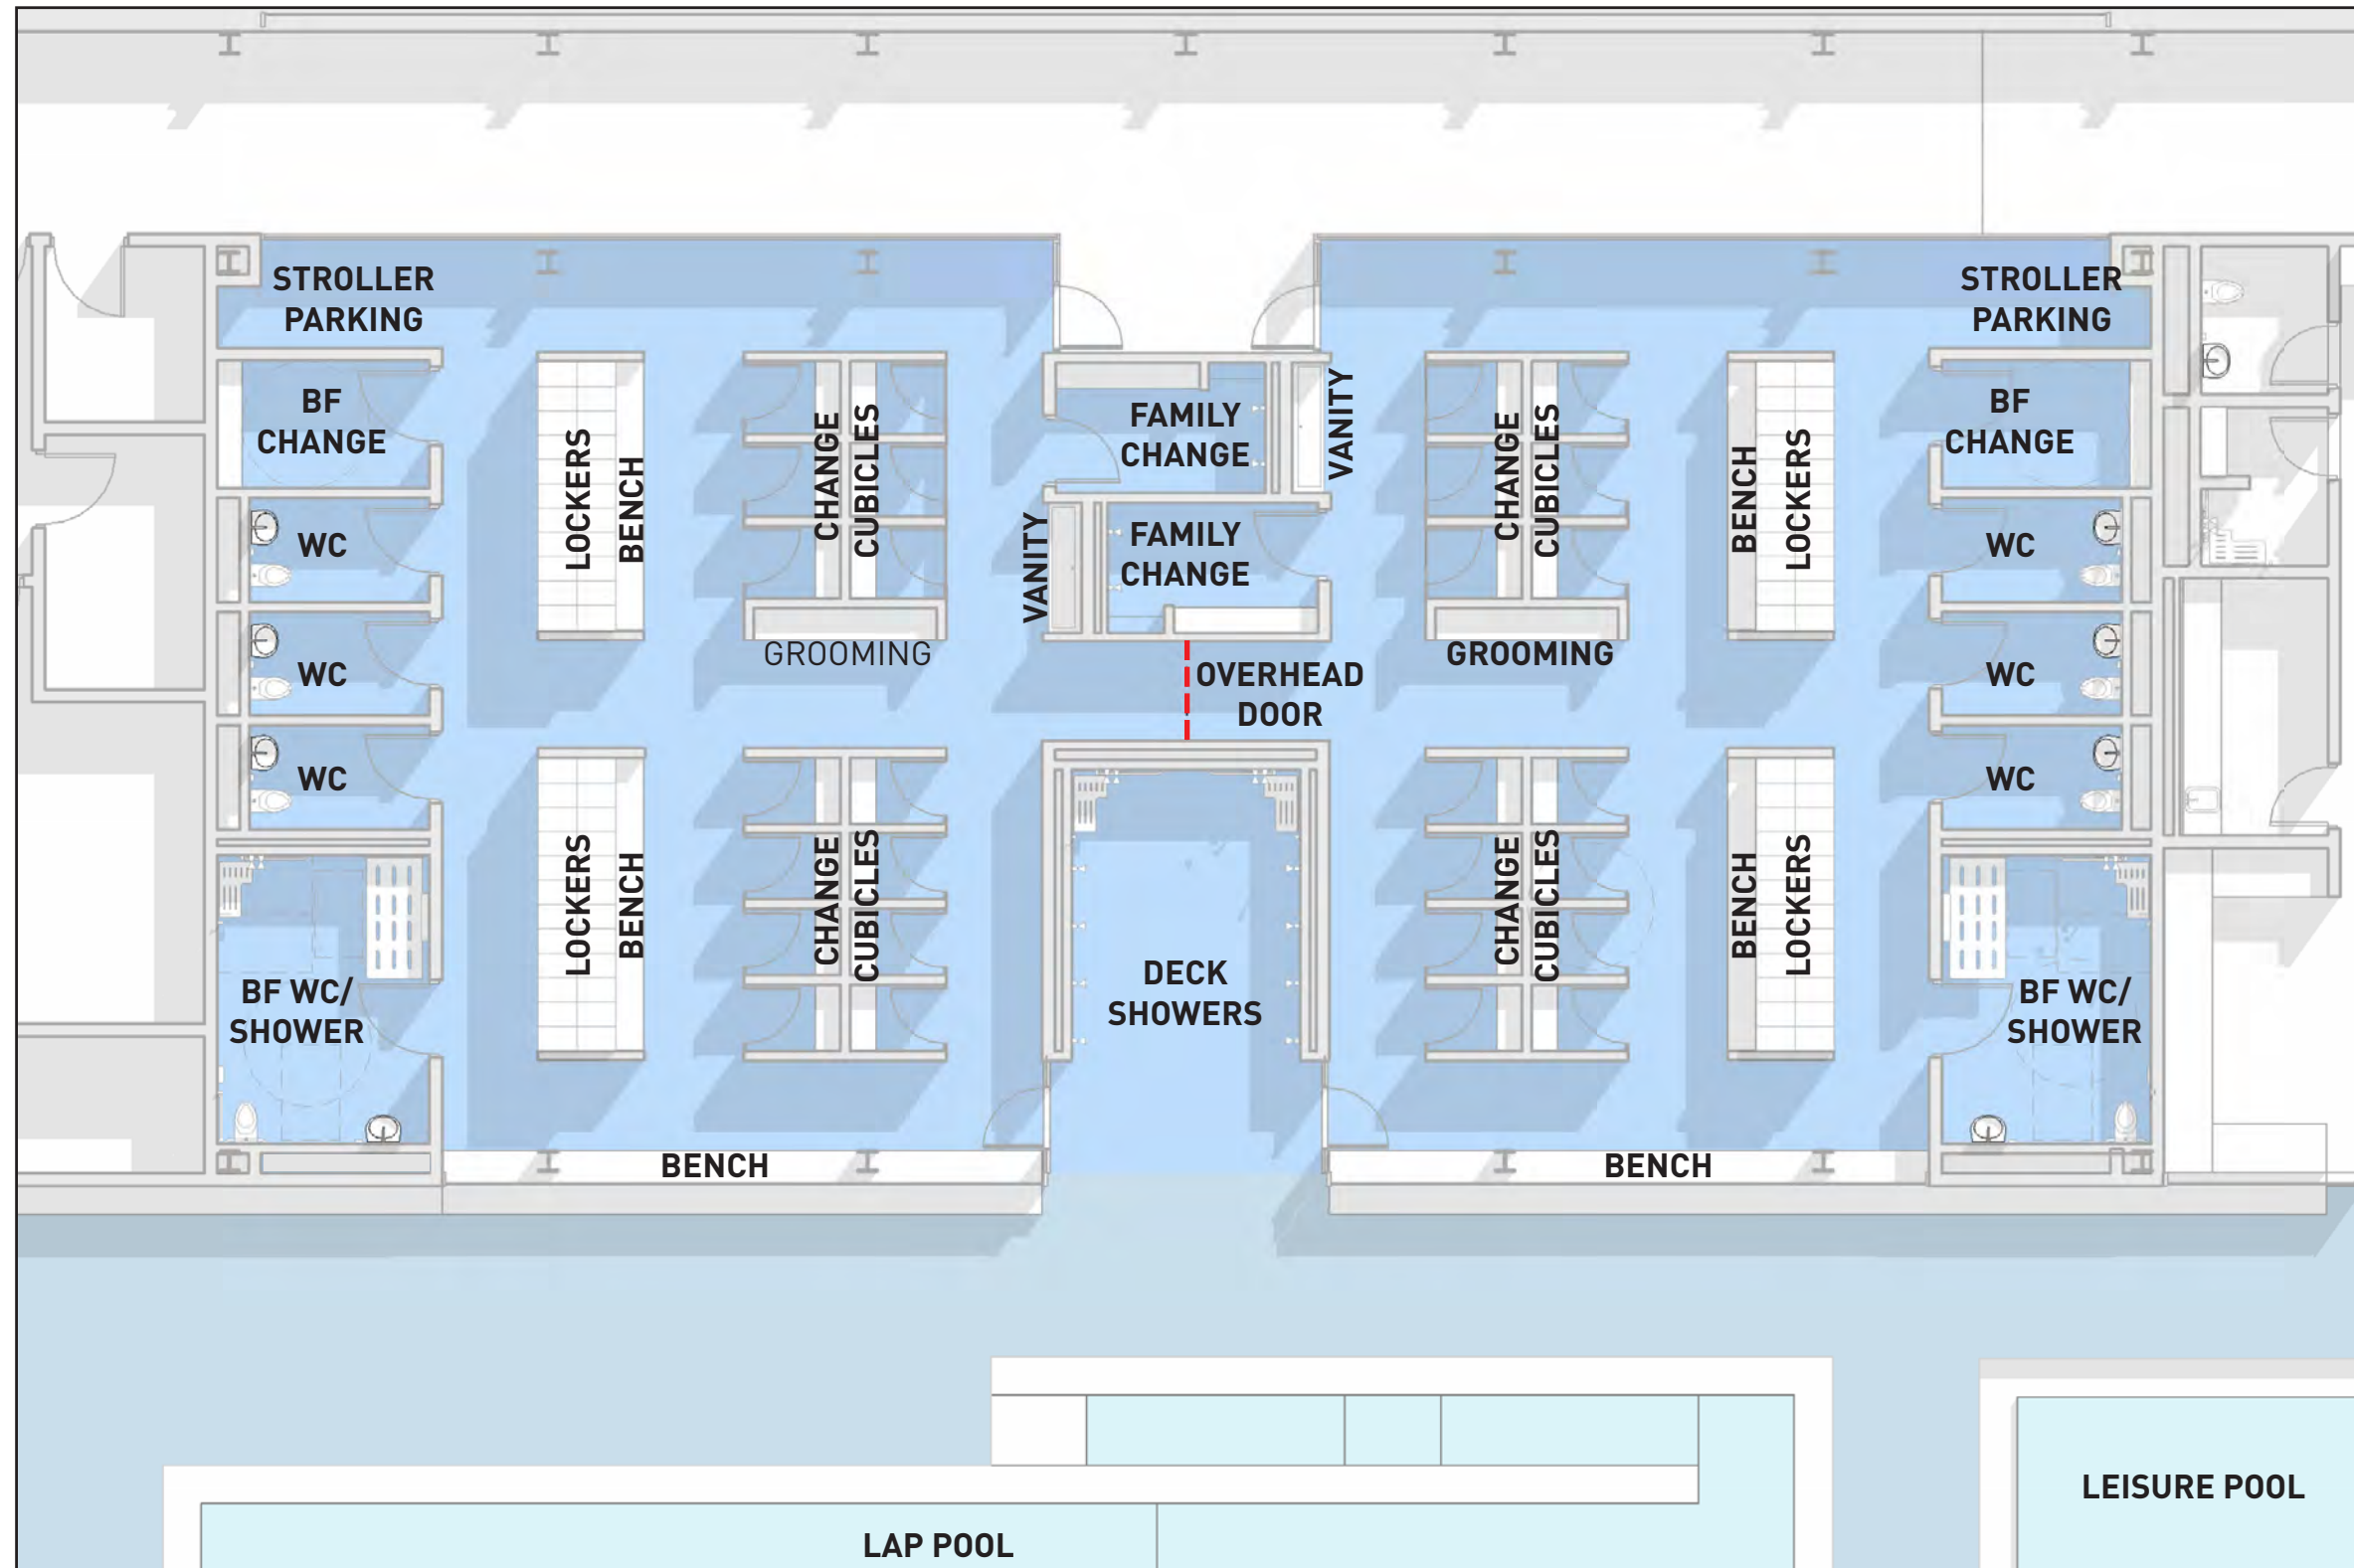 STROLLER
PARKING
STROLLER
PARKING
BF
CHANGE
LOCKERS
BENCH
CHANGE
CUBICLES
FAMILY
CHANGE
VANITY
CHANGE
CUBICLES
BENCH
LOCKERS
BF
CHANGE
WC
VANITY
FAMILY
CHANGE
WC
WC
GROOMING
OVERHEAD
DOOR
GROOMING
WC
WC
LOCKERS
BENCH
CHANGE
CUBICLES
CHANGE
CUBICLES
BENCH
LOCKERS
WC
BF WC/
SHOWER
DECK
SHOWERS
BF WC/
SHOWER
BENCH
BENCH
LEISURE POOL
LAP POOL